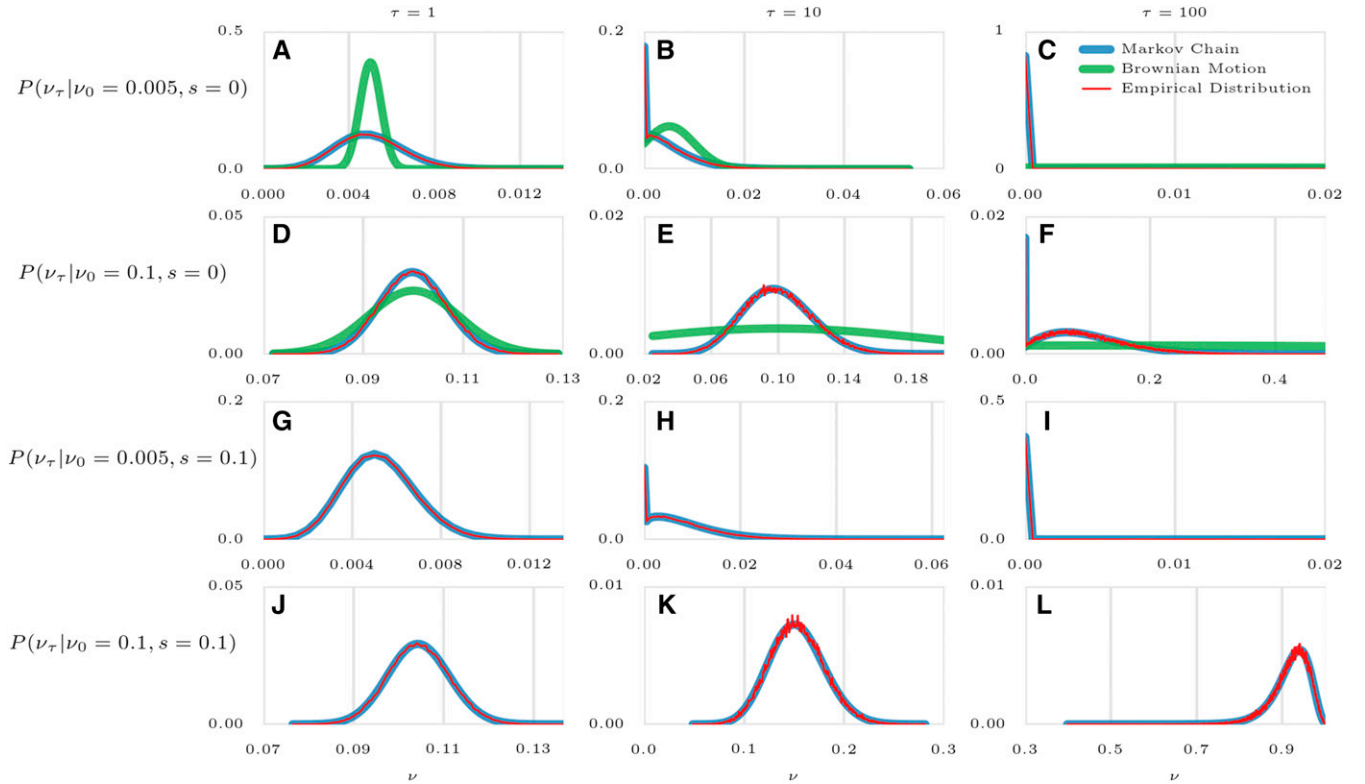 τ = 1
τ = 10
τ = 100
P(ν_τ|ν_0 = 0.005, s = 0)
0.5
0.0
A
0.000 0.004 0.008 0.012
0.2
0.0
B
0.00 0.02 0.04 0.06
1
0
C
Markov Chain
Brownian Motion
Empirical Distribution
0.00 0.01 0.02
P(ν_τ|ν_0 = 0.1, s = 0)
0.05
0.00
D
0.07 0.09 0.11 0.13
0.02
0.00
E
0.02 0.06 0.10 0.14 0.18
0.02
0.00
F
0.0 0.2 0.4
P(ν_τ|ν_0 = 0.005, s = 0.1)
0.2
0.0
G
0.000 0.004 0.008 0.012
0.2
0.0
H
0.00 0.02 0.04 0.06
0.5
0.0
I
0.00 0.01 0.02
P(ν_τ|ν_0 = 0.1, s = 0.1)
0.05
0.00
J
0.07 0.09 0.11 0.13
ν
0.01
0.00
K
0.0 0.1 0.2 0.3
ν
0.01
0.00
L
0.3 0.5 0.7 0.9
ν